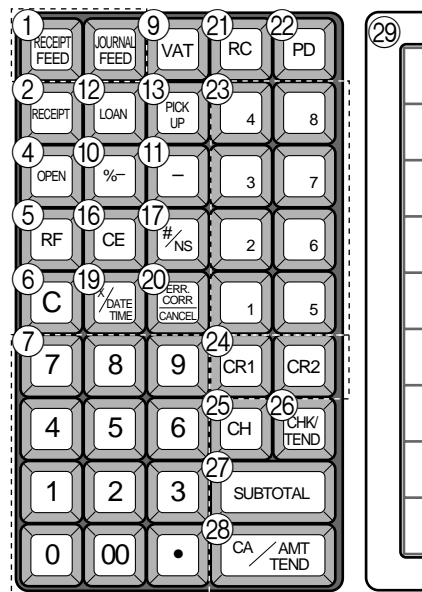 ① ⑨ ㉑ ㉒ ㉙
RECEIPT FEED JOURNAL FEED VAT RC PD
② ⑫ ⑬ ㉓
RECEIPT LOAN PICK UP 4 8
④ ⑩ ⑪
OPEN %− − 3 7
⑤ ⑯ ⑰
RF CE #/NS 2 6
⑥ ⑲ ⑳
C X/DATE TIME ERR. CORR CANCEL 1 5
⑦ ㉔
7 8 9 CR1 CR2
㉕ ㉖
4 5 6 CH CHK/ TEND
㉗
1 2 3 SUBTOTAL
㉘
0 00 • CA/AMT TEND